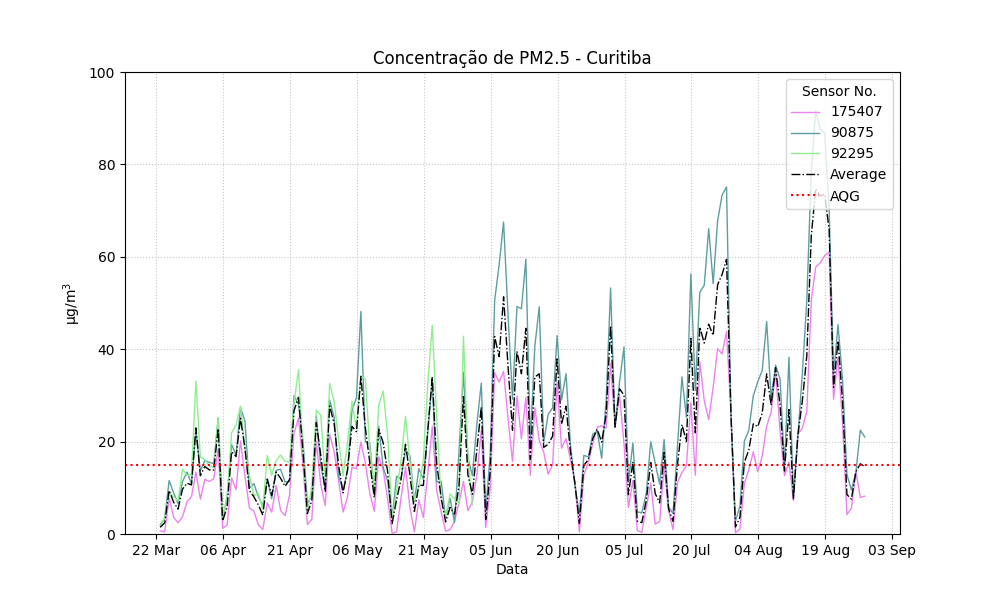 Concentração de PM2.5 - Curitiba
Sensor No.
175407
90875
92295
Average
AQG
µg/m³
100
80
60
40
20
0
22 Mar 06 Apr 21 Apr 06 May 21 May 05 Jun 20 Jun 05 Jul 20 Jul 04 Aug 19 Aug 03 Sep
Data